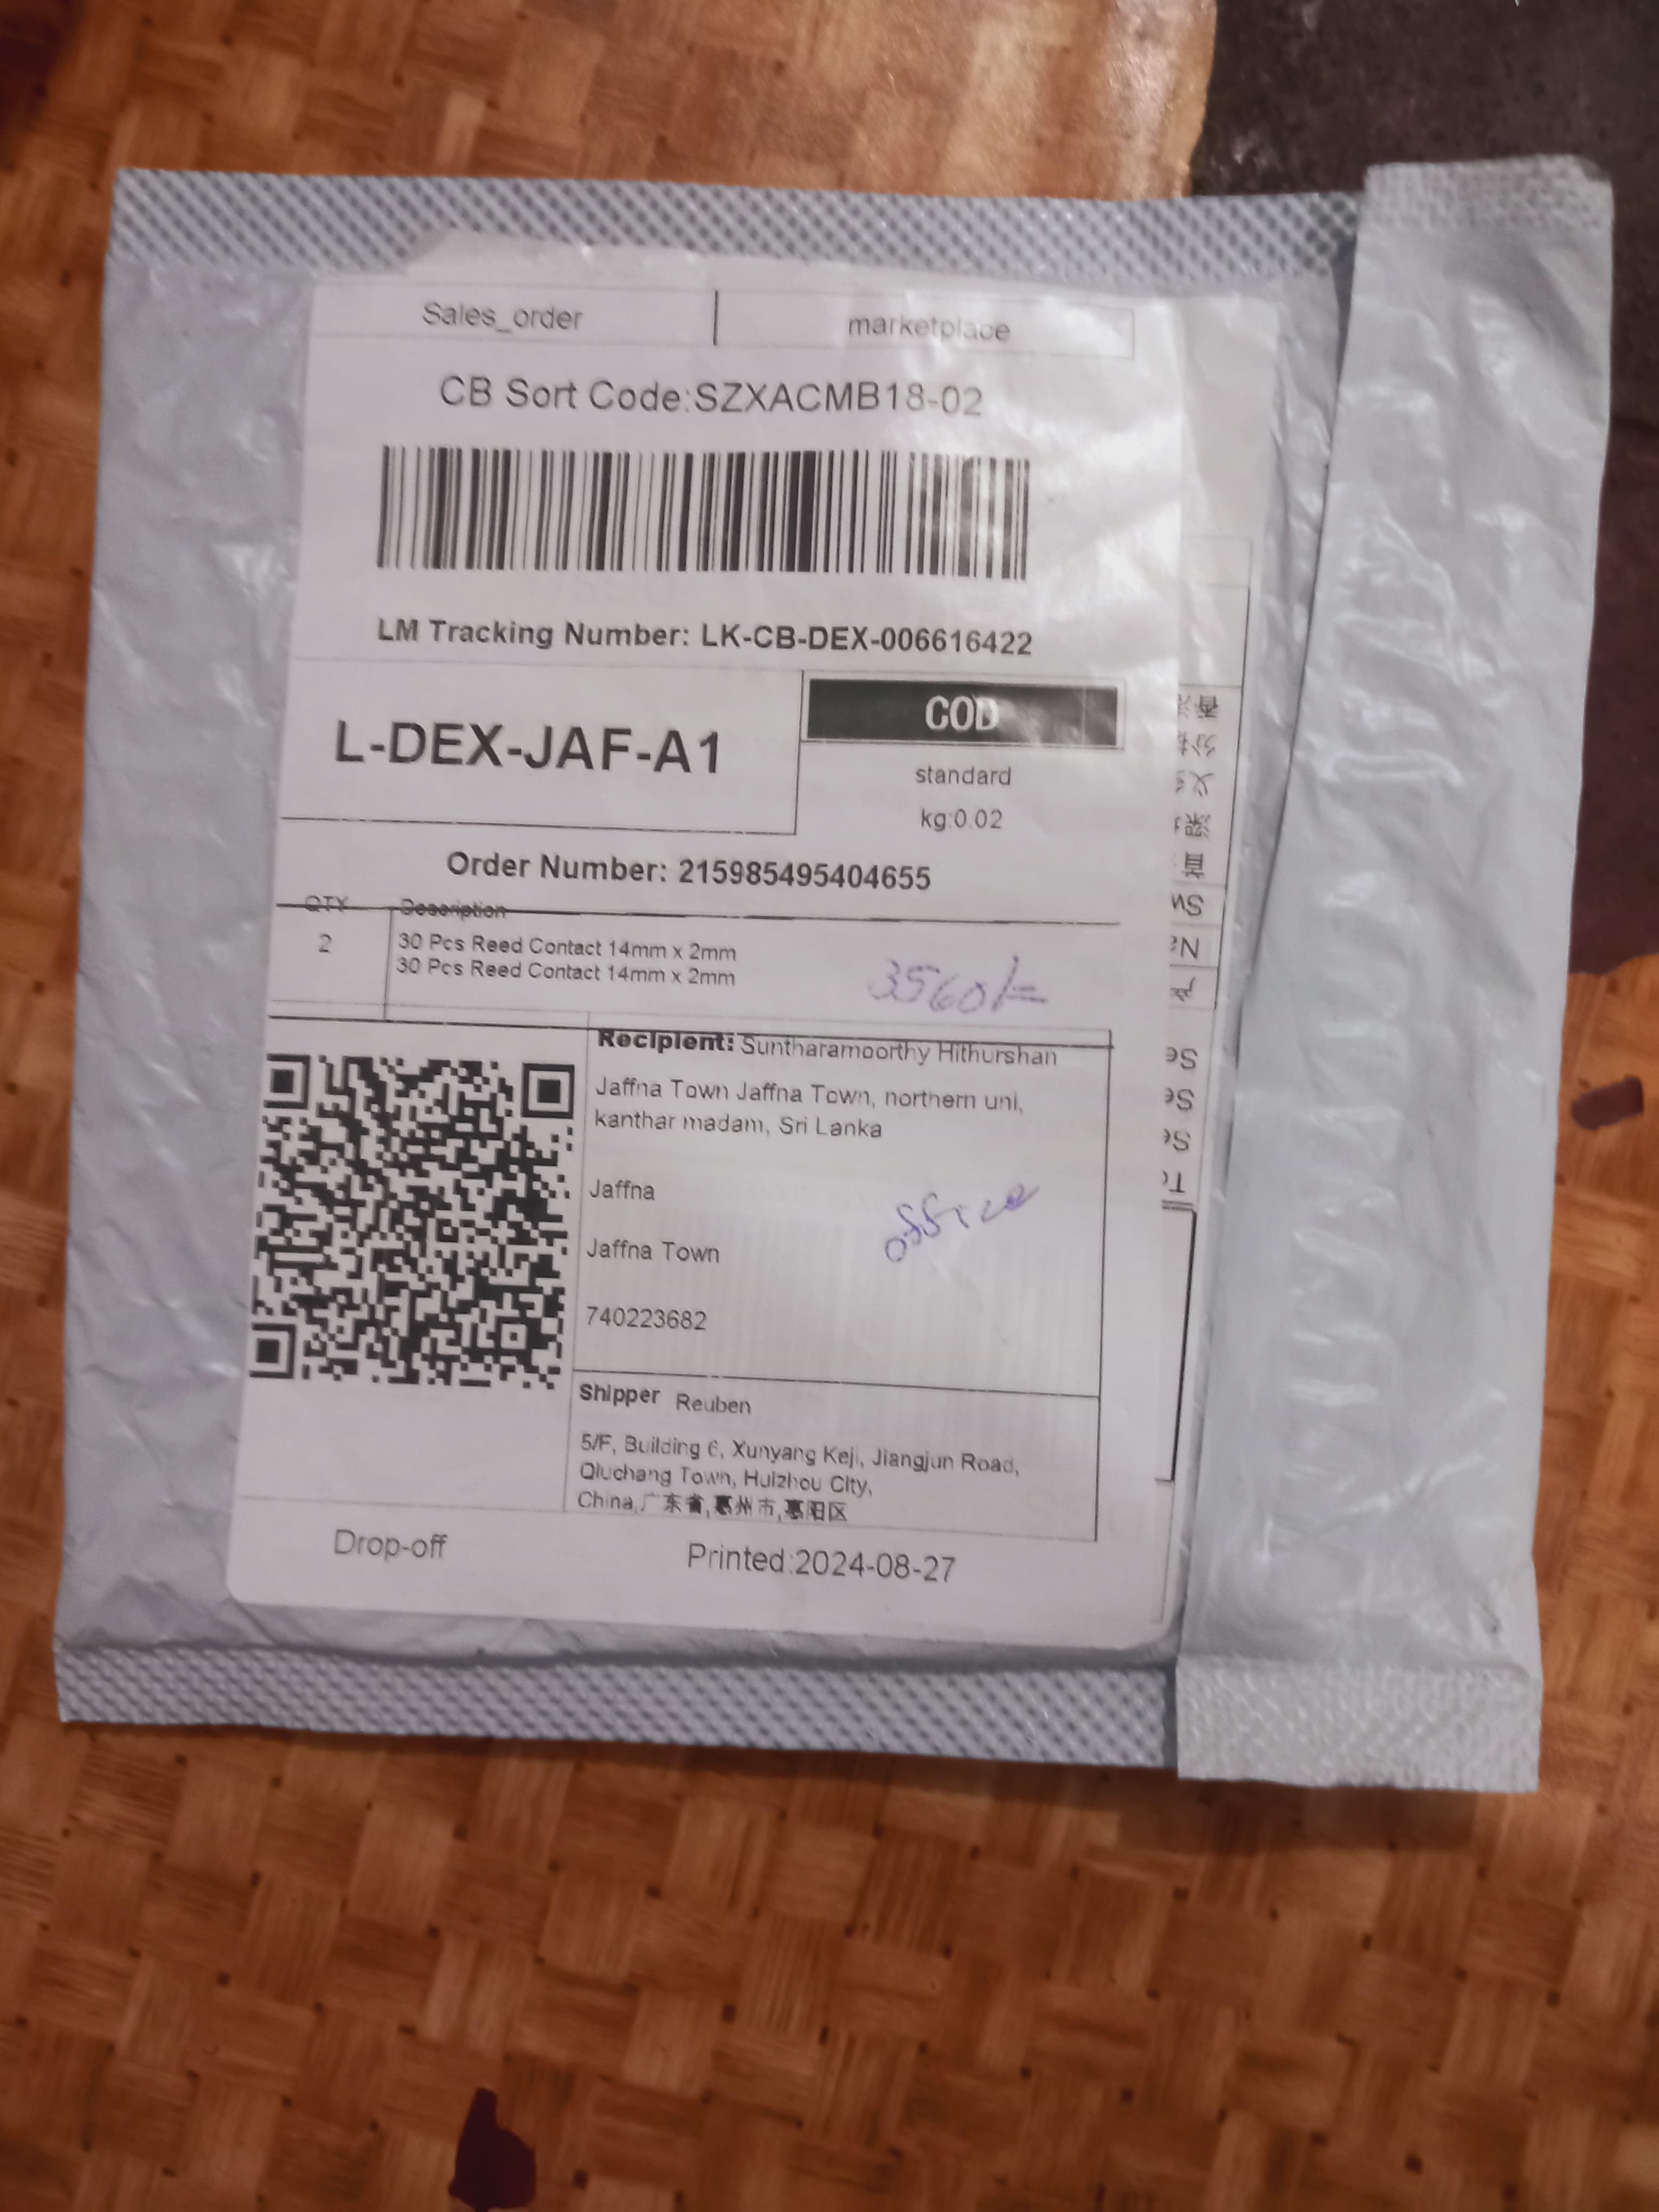 Sales_order
marketplace
CB Sort Code:SZXACMB18-02
LM Tracking Number: LK-CB-DEX-006616422
L-DEX-JAF-A1
COD
standard
kg:0.02
Order Number: 215985495404655
QTY Description
2
30 Pcs Reed Contact 14mm x 2mm
30 Pcs Reed Contact 14mm x 2mm
3560/=
Recipient: Suntharamoorthy Hithurshan
Jaffna Town Jaffna Town, northern uni,
kanthar madam, Sri Lanka
Jaffna
office
Jaffna Town
740223682
Shipper Reuben
5/F, Building 6, Xunyang Keji, Jiangjun Road,
Qiuchang Town, Huizhou City,
China,广东省,惠州市,惠阳区
Drop-off
Printed:2024-08-27